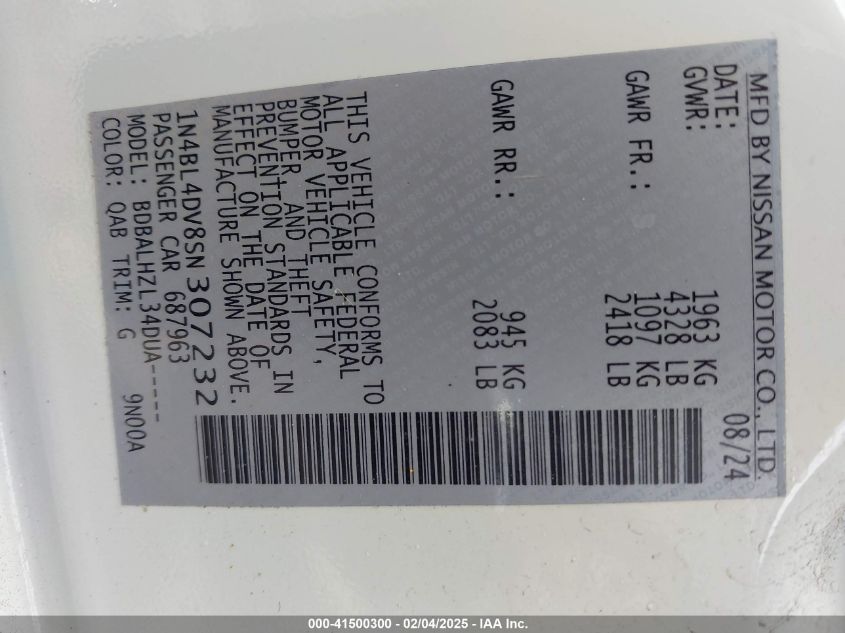 MFD BY NISSAN MOTOR CO., LTD.
DATE: 08/24
GVWR: 1963 KG
4328 LB
GAWR FR.: 1097 KG
2418 LB
GAWR RR.: 945 KG
2083 LB
THIS VEHICLE CONFORMS TO
ALL APPLICABLE FEDERAL
MOTOR VEHICLE SAFETY,
BUMPER, AND THEFT
PREVENTION STANDARDS IN
EFFECT ON THE DATE OF
MANUFACTURE SHOWN ABOVE.
1N4BL4DV8SN307232
PASSENGER CAR 687963
MODEL: BDBALHZL34DUA-----
COLOR: QAB TRIM: G 9N00A
000-41500300 - 02/04/2025 - IAA Inc.